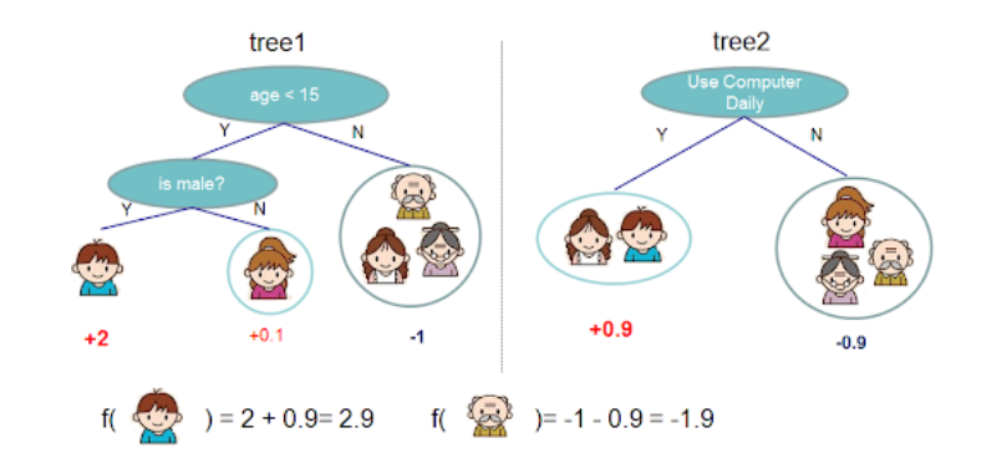 tree1
age < 15
Y
N
is male?
Y
N
+2
+0.1
-1
tree2
Use Computer
Daily
Y
N
+0.9
-0.9
f( ) = 2 + 0.9= 2.9
f( )= -1 - 0.9 = -1.9